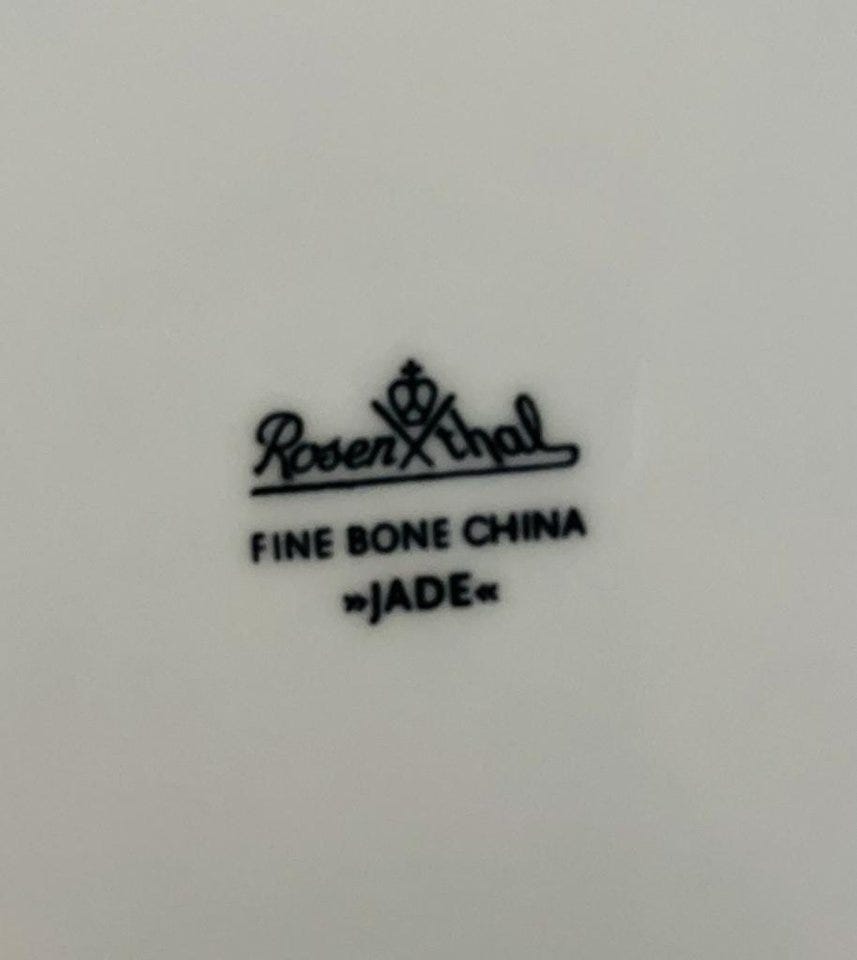 Rosenthal
FINE BONE CHINA
»JADE«